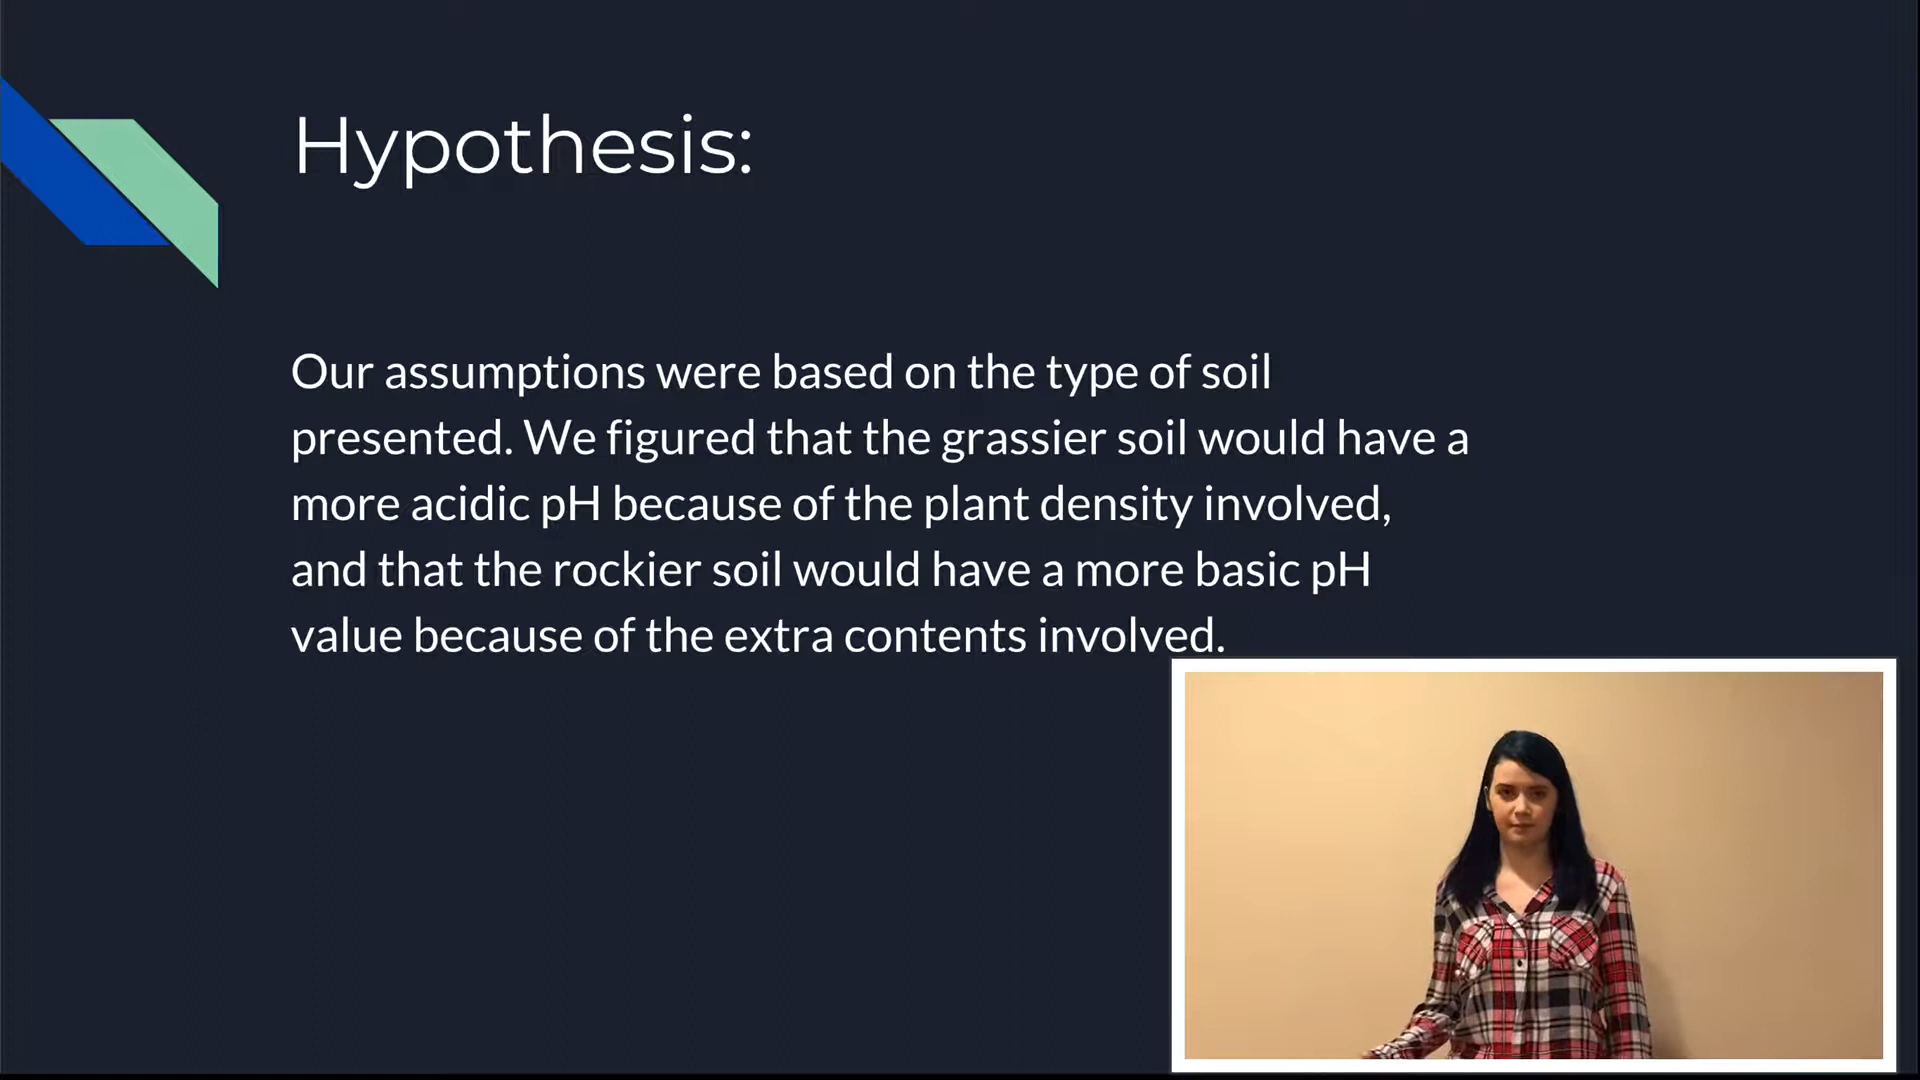 Hypothesis:
Our assumptions were based on the type of soil
presented. We figured that the grassier soil would have a
more acidic pH because of the plant density involved,
and that the rockier soil would have a more basic pH
value because of the extra contents involved.